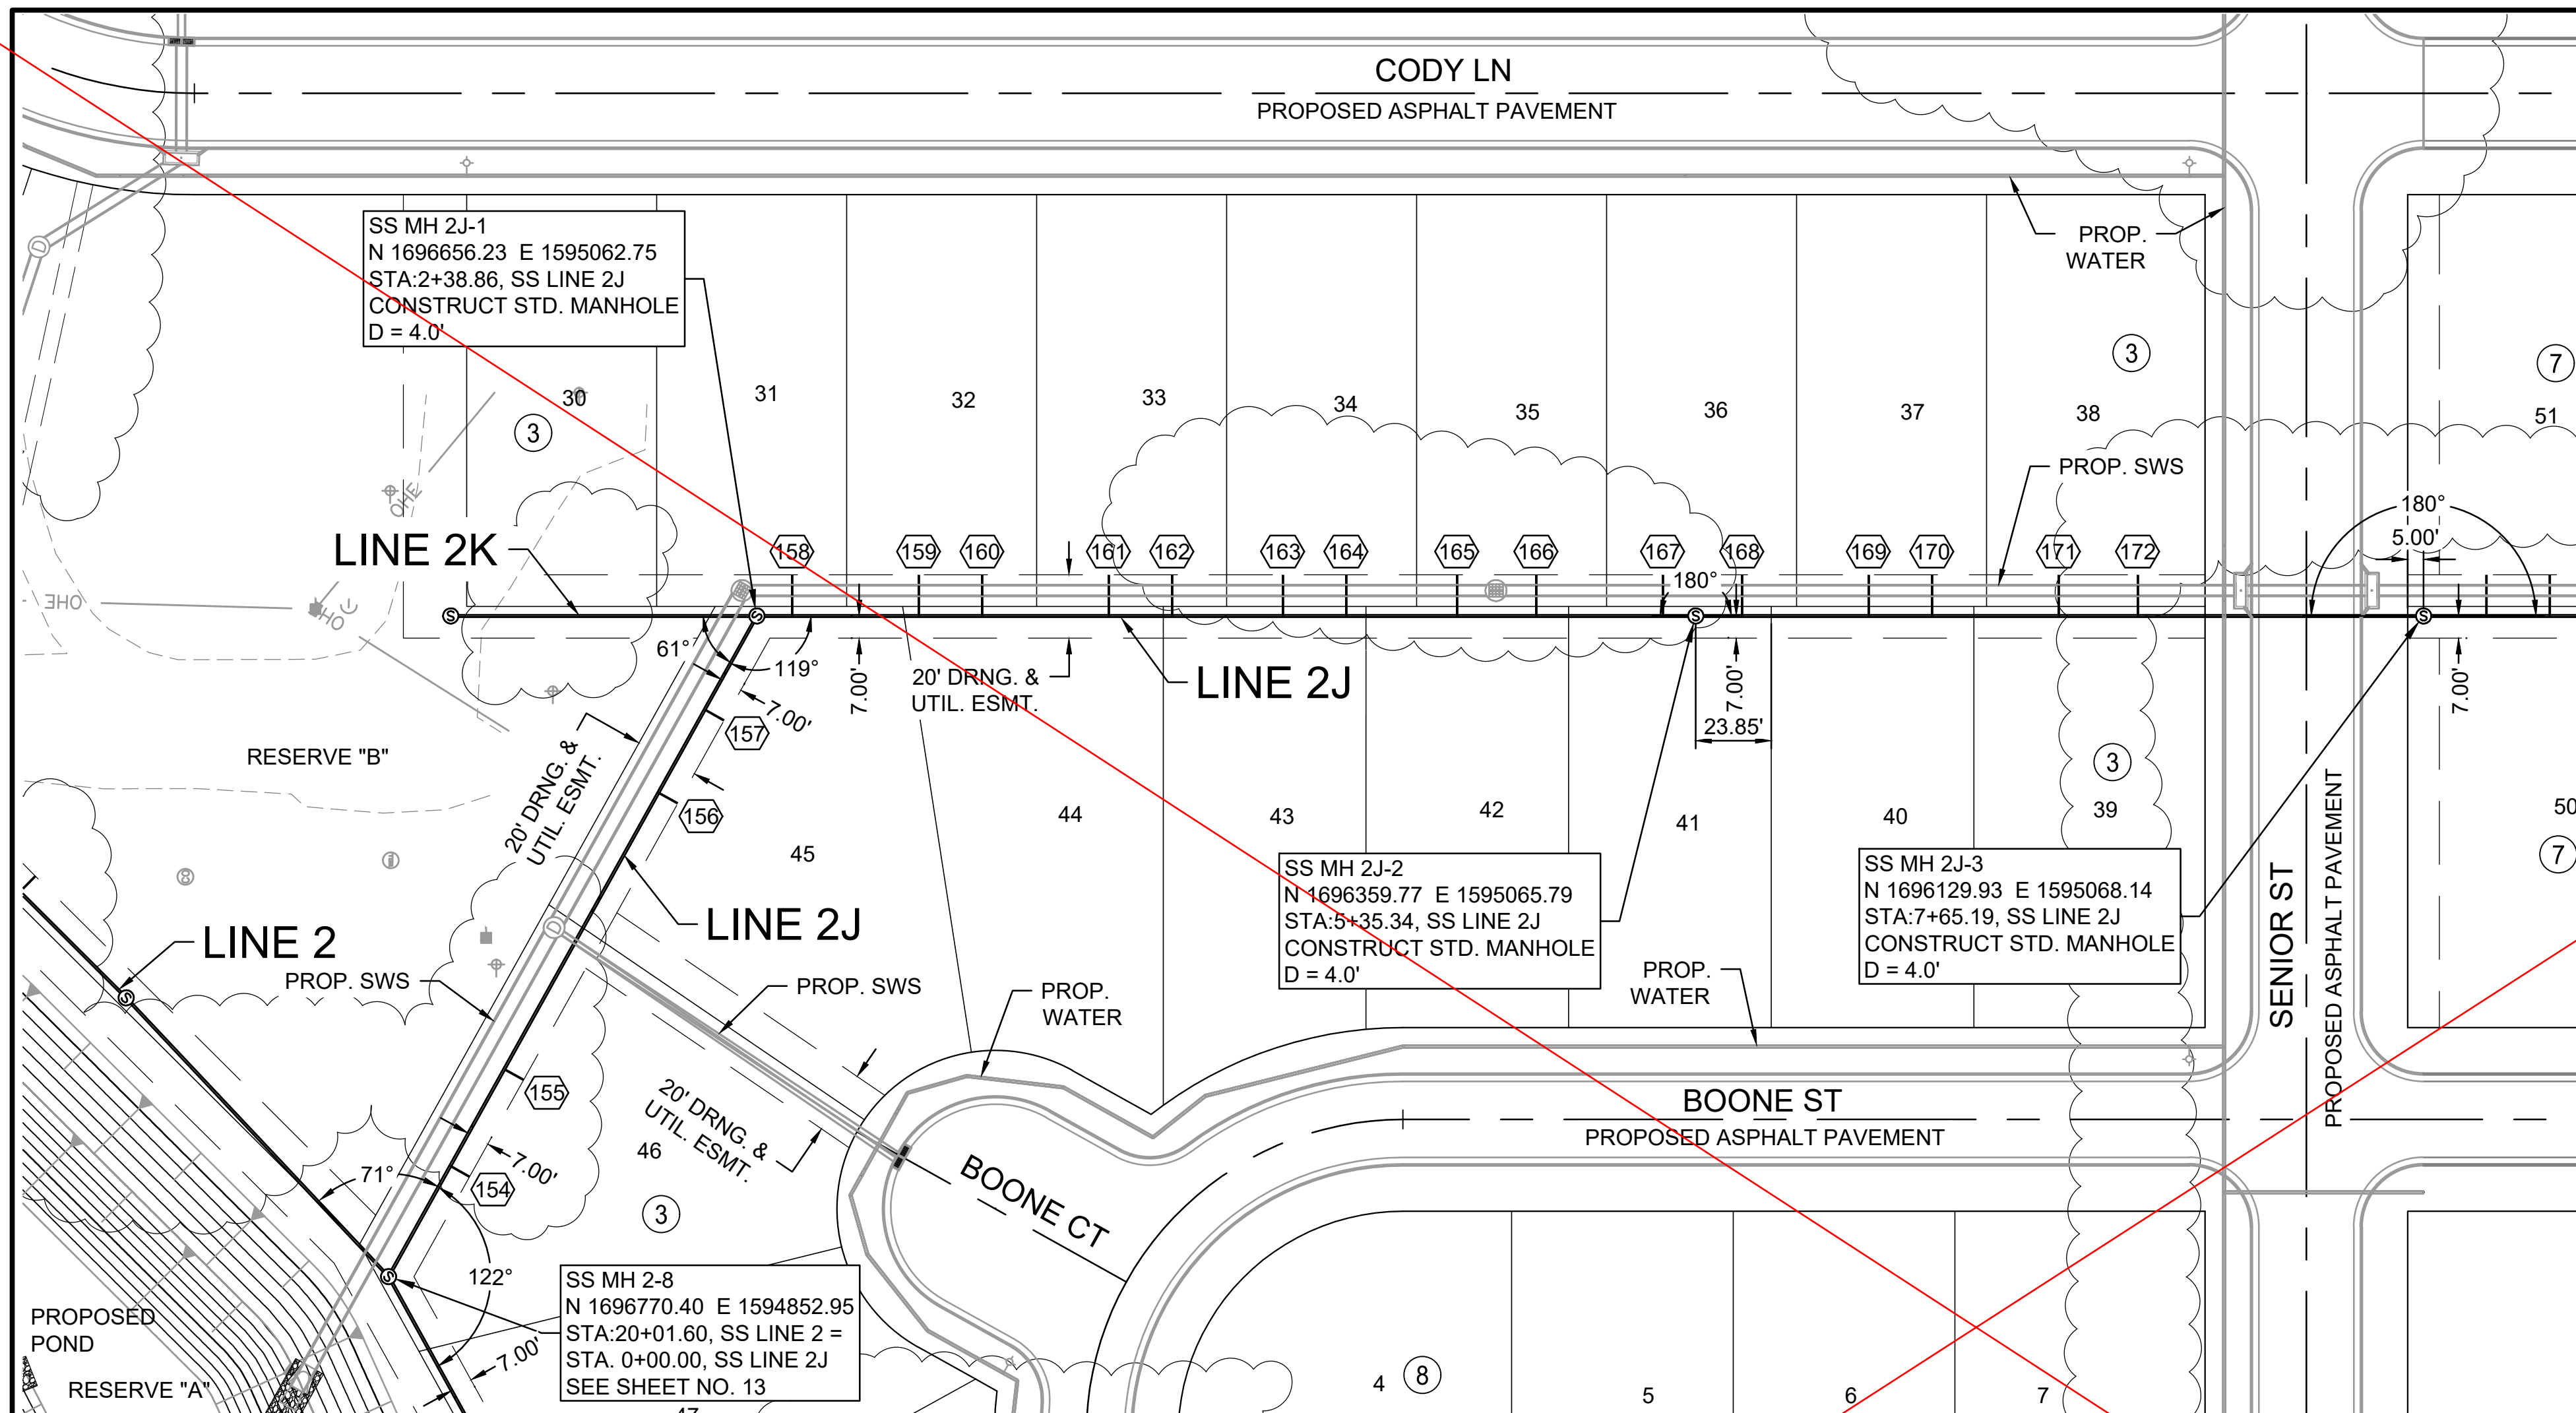 CODY LN
PROPOSED ASPHALT PAVEMENT
SS MH 2J-1
N 1696656.23 E 1595062.75
STA:2+38.86, SS LINE 2J
CONSTRUCT STD. MANHOLE
D = 4.0'
PROP.
WATER
3
7
30
31
32
33
34
35
36
37
38
51
3
PROP. SWS
180°
5.00'
OHE
LINE 2K
158
159
160
161
162
163
164
165
166
167
168
169
170
171
172
180°
OHE
OHE
61°
119°
7.00'
20' DRNG. &
UTIL. ESMT.
LINE 2J
7.00'
23.85'
7.00'
7.00'
157
RESERVE "B"
20' DRNG. &
UTIL. ESMT.
156
3
44
43
42
41
40
39
50
45
7
SS MH 2J-2
N 1696359.77 E 1595065.79
STA:5+35.34, SS LINE 2J
CONSTRUCT STD. MANHOLE
D = 4.0'
SS MH 2J-3
N 1696129.93 E 1595068.14
STA:7+65.19, SS LINE 2J
CONSTRUCT STD. MANHOLE
D = 4.0'
SENIOR ST
PROPOSED ASPHALT PAVEMENT
LINE 2
LINE 2J
PROP. SWS
PROP. SWS
PROP.
WATER
PROP.
WATER
D
D
155
20' DRNG. &
UTIL. ESMT.
BOONE ST
PROPOSED ASPHALT PAVEMENT
46
7.00'
71°
154
3
BOONE CT
122°
SS MH 2-8
N 1696770.40 E 1594852.95
STA:20+01.60, SS LINE 2 =
STA. 0+00.00, SS LINE 2J
SEE SHEET NO. 13
PROPOSED
POND
7.00'
RESERVE "A"
4
8
5
6
7
47
S
S
S
S
S
S